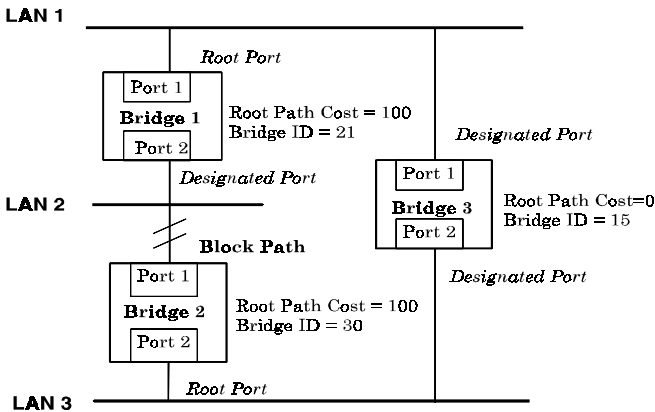 LAN 1
Root Port
Port 1
Bridge 1
Port 2
Root Path Cost = 100
Bridge ID = 21
Designated Port
LAN 2
Designated Port
Port 1
Bridge 3
Port 2
Root Path Cost=0
Bridge ID = 15
Designated Port
Block Path
Port 1
Bridge 2
Port 2
Root Path Cost = 100
Bridge ID = 30
Root Port
LAN 3